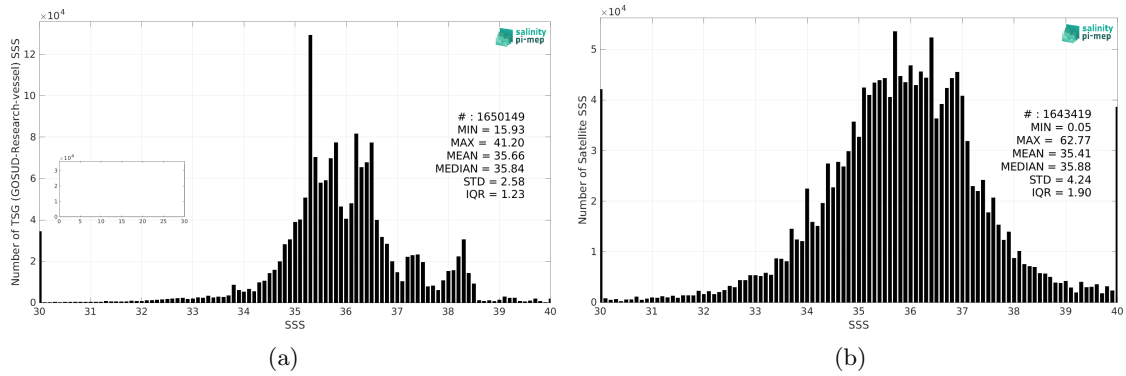 ×10⁴
12
10
8
6
4
2
0
Number of TSG (GOSUD-Research-vessel) SSS
salinity
pi-mep
# : 1650149
MIN = 15.93
MAX = 41.20
MEAN = 35.66
MEDIAN = 35.84
STD = 2.58
IQR = 1.23
×10⁴
3
2
1
0
0 5 10 15 20 25 30
30 31 32 33 34 35 36 37 38 39 40
SSS
(a)
×10⁴
5
4
3
2
1
0
Number of Satellite SSS
salinity
pi-mep
# : 1643419
MIN = 0.05
MAX = 62.77
MEAN = 35.41
MEDIAN = 35.88
STD = 4.24
IQR = 1.90
30 31 32 33 34 35 36 37 38 39 40
SSS
(b)